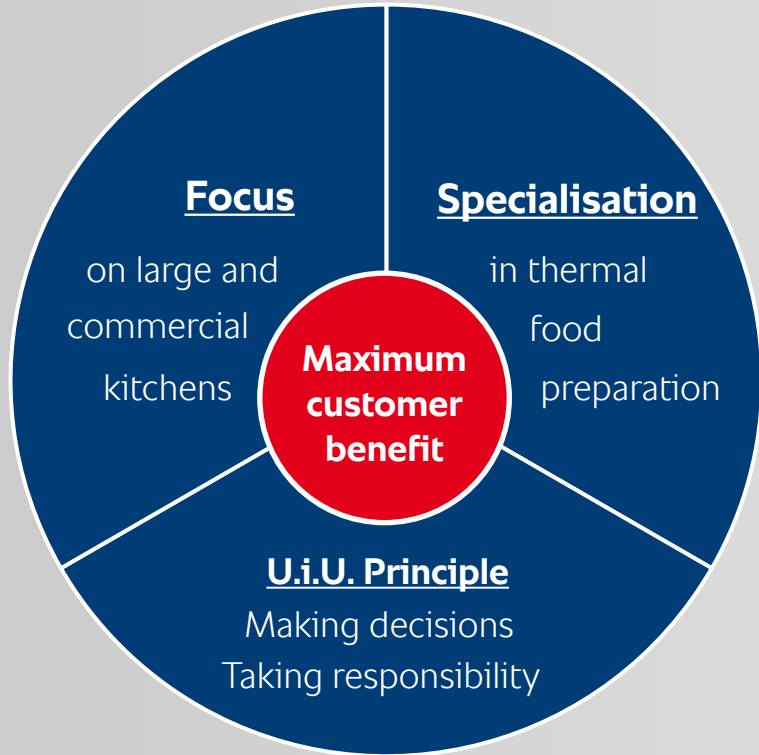 Focus
on large and
commercial
kitchens
Specialisation
in thermal
food
preparation
Maximum
customer
benefit
U.i.U. Principle
Making decisions
Taking responsibility